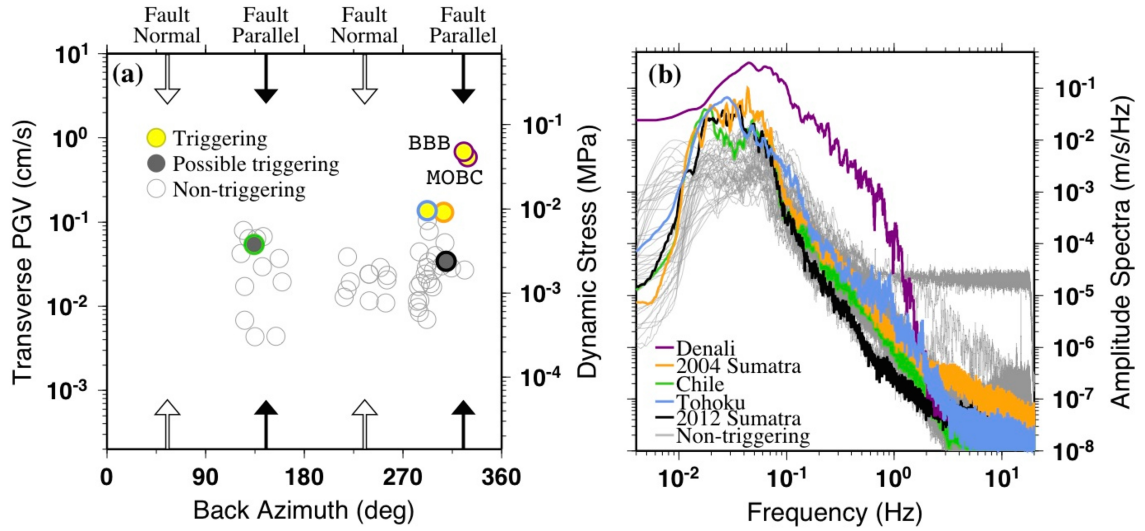 Fault Normal
Fault Parallel
Fault Normal
Fault Parallel
(a)
Triggering
Possible triggering
Non-triggering
BBB
MOBC
10¹
10⁰
10⁻¹
10⁻²
10⁻³
Transverse PGV (cm/s)
10⁻¹
10⁻²
10⁻³
10⁻⁴
Dynamic Stress (MPa)
0 90 180 270 360
Back Azimuth (deg)
(b)
Denali
2004 Sumatra
Chile
Tohoku
2012 Sumatra
Non-triggering
10⁻¹
10⁻²
10⁻³
10⁻⁴
10⁻⁵
10⁻⁶
10⁻⁷
10⁻⁸
Amplitude Spectra (m/s/Hz)
10⁻² 10⁻¹ 10⁰ 10¹
Frequency (Hz)